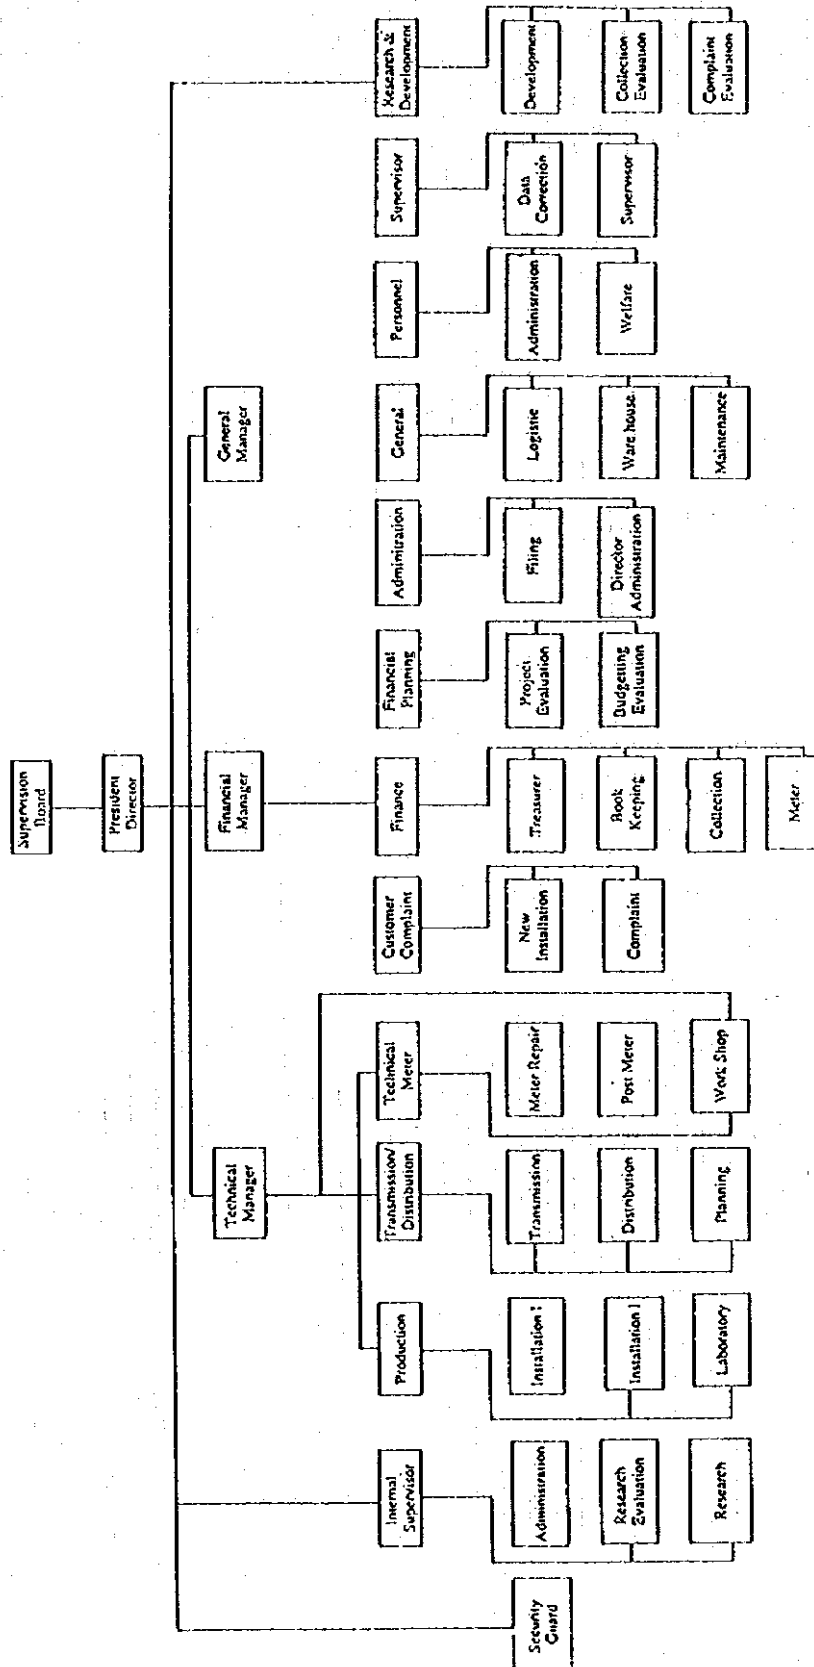 Supervision
Board
President
Director
Technical
Manager
Financial
Manager
General
Manager
Internal
Supervisor
Production
Transmission/
Distribution
Technical
Meter
Customer
Complaint
Finance
Financial
Planning
Adminitration
General
Personnel
Supervisor
Research &
Development
Security
Guard
Administration
Installation I
Transmission
Meter Repair
New
Installation
Treasurer
Project
Evaluation
Filing
Logistic
Administration
Data
Correction
Development
Research
Evaluation
Installation I
Distribution
Post Meter
Complaint
Book
Keeping
Budgetting
Evaluation
Director
Administration
Ware house
Welfare
Supervisor
Collection
Evaluation
Research
Laboratory
Planning
Work Shop
Collection
Maintenance
Complaint
Evaluation
Meter